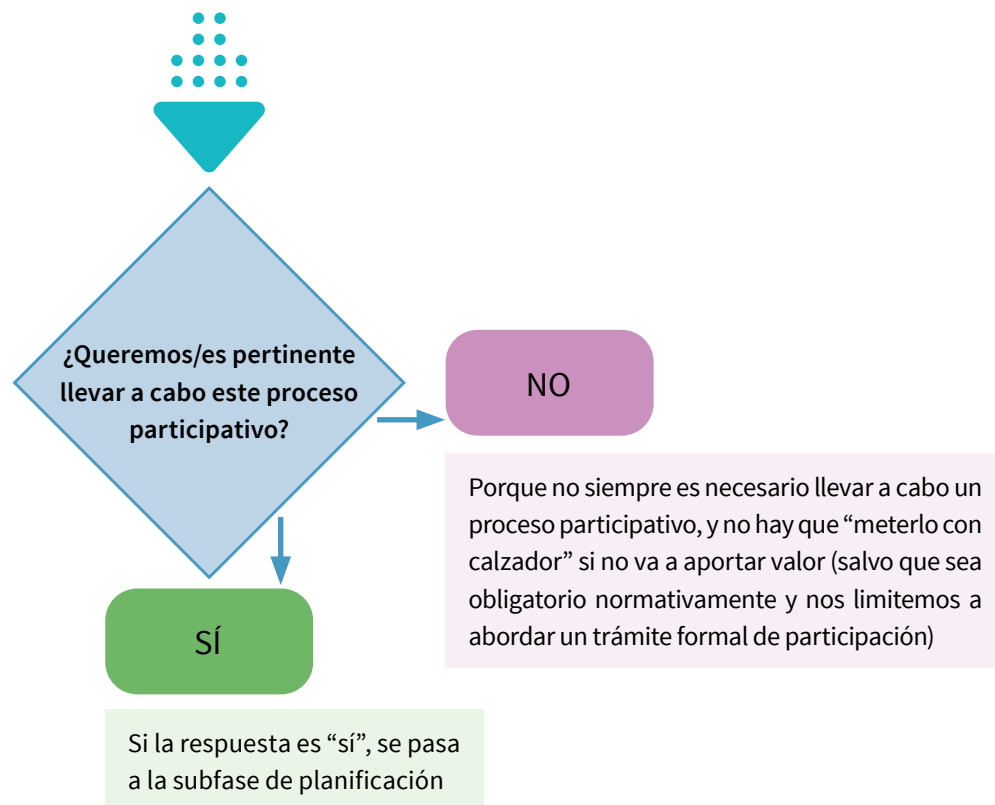 ¿Queremos/es pertinente
llevar a cabo este proceso
participativo?
NO
Porque no siempre es necesario llevar a cabo un
proceso participativo, y no hay que “meterlo con
calzador” si no va a aportar valor (salvo que sea
obligatorio normativamente y nos limitemos a
abordar un trámite formal de participación)
SÍ
Si la respuesta es “sí”, se pasa
a la subfase de planificación